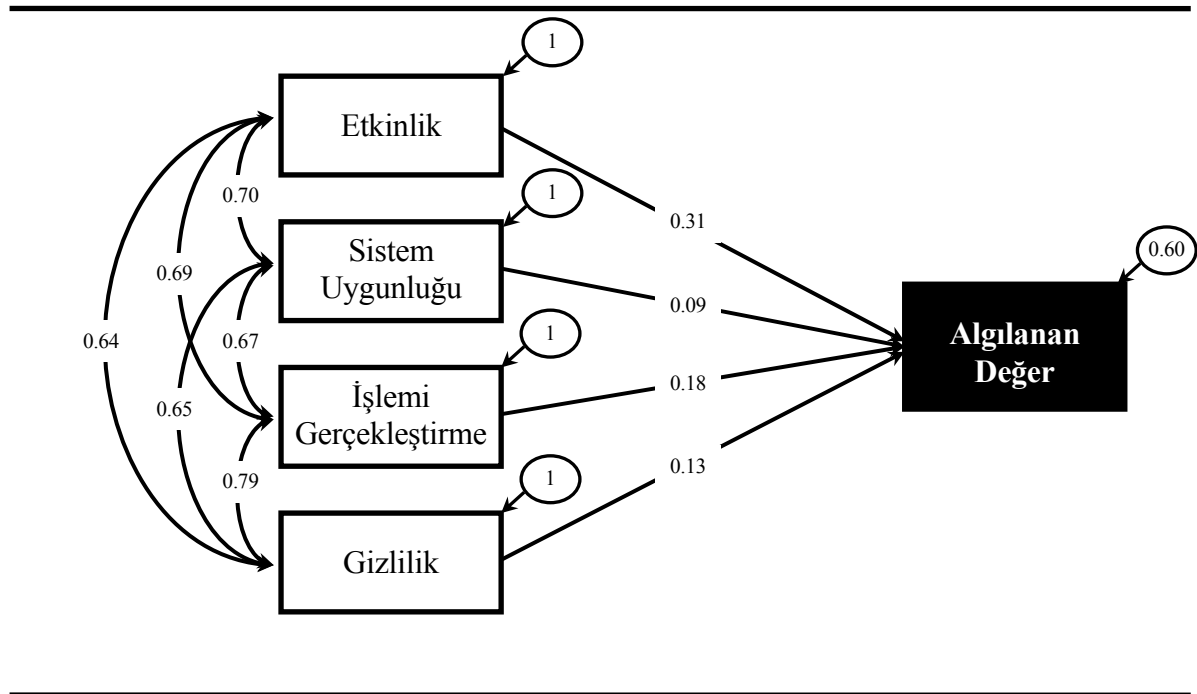 1
Etkinlik
0.70
1
0.31
Sistem
Uygunluğu
0.60
0.69
0.09
0.64
0.67
1
Algılanan
Değer
0.18
İşlemi
Gerçekleştirme
0.65
0.13
0.79
1
Gizlilik